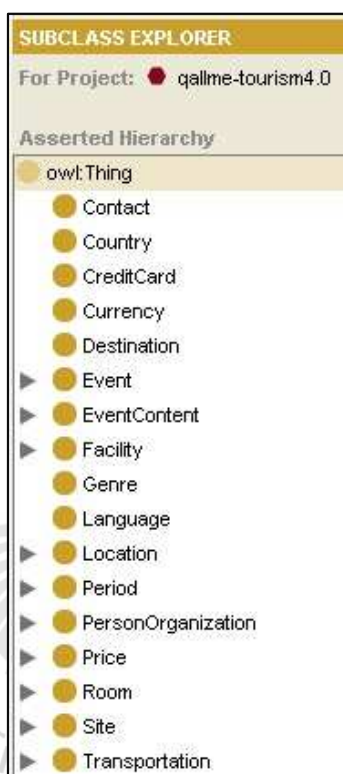 SUBCLASS EXPLORER
For Project: qallme-tourism4.0
Asserted Hierarchy
owl:Thing
Contact
Country
CreditCard
Currency
Destination
Event
EventContent
Facility
Genre
Language
Location
Period
PersonOrganization
Price
Room
Site
Transportation